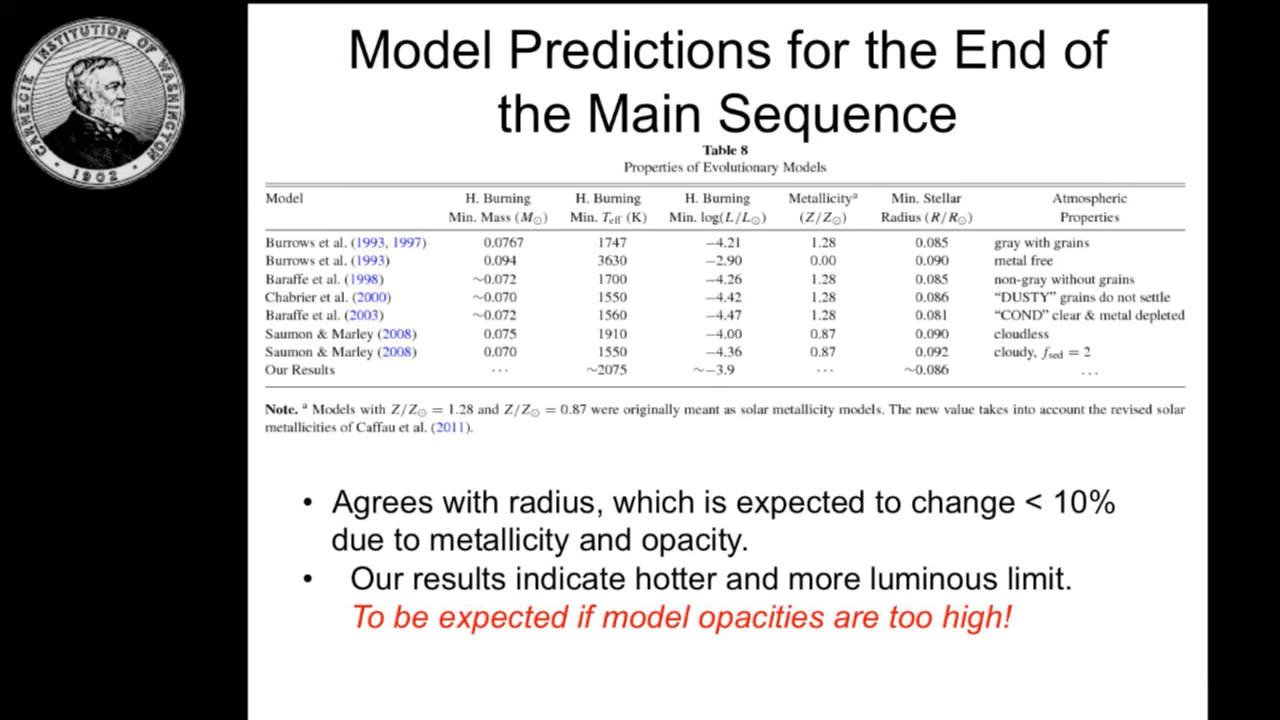 CARNEGIE INSTITUTION OF WASHINGTON
· 1902 ·
Model Predictions for the End of
the Main Sequence
Table 8
Properties of Evolutionary Models
Model H. Burning H. Burning H. Burning Metallicityᵃ Min. Stellar Atmospheric
Min. Mass (M⊙) Min. Teff (K) Min. log(L/L⊙) (Z/Z⊙) Radius (R/R⊙) Properties
Burrows et al. (1993, 1997) 0.0767 1747 −4.21 1.28 0.085 gray with grains
Burrows et al. (1993) 0.094 3630 −2.90 0.00 0.090 metal free
Baraffe et al. (1998) ~0.072 1700 −4.26 1.28 0.085 non-gray without grains
Chabrier et al. (2000) ~0.070 1550 −4.42 1.28 0.086 “DUSTY” grains do not settle
Baraffe et al. (2003) ~0.072 1560 −4.47 1.28 0.081 “COND” clear & metal depleted
Saumon & Marley (2008) 0.075 1910 −4.00 0.87 0.090 cloudless
Saumon & Marley (2008) 0.070 1550 −4.36 0.87 0.092 cloudy, fsed = 2
Our Results ... ~2075 ~−3.9 ... ~0.086 ...
Note. ᵃ Models with Z/Z⊙ = 1.28 and Z/Z⊙ = 0.87 were originally meant as solar metallicity models. The new value takes into account the revised solar
metallicities of Caffau et al. (2011).
• Agrees with radius, which is expected to change < 10%
due to metallicity and opacity.
• Our results indicate hotter and more luminous limit.
To be expected if model opacities are too high!